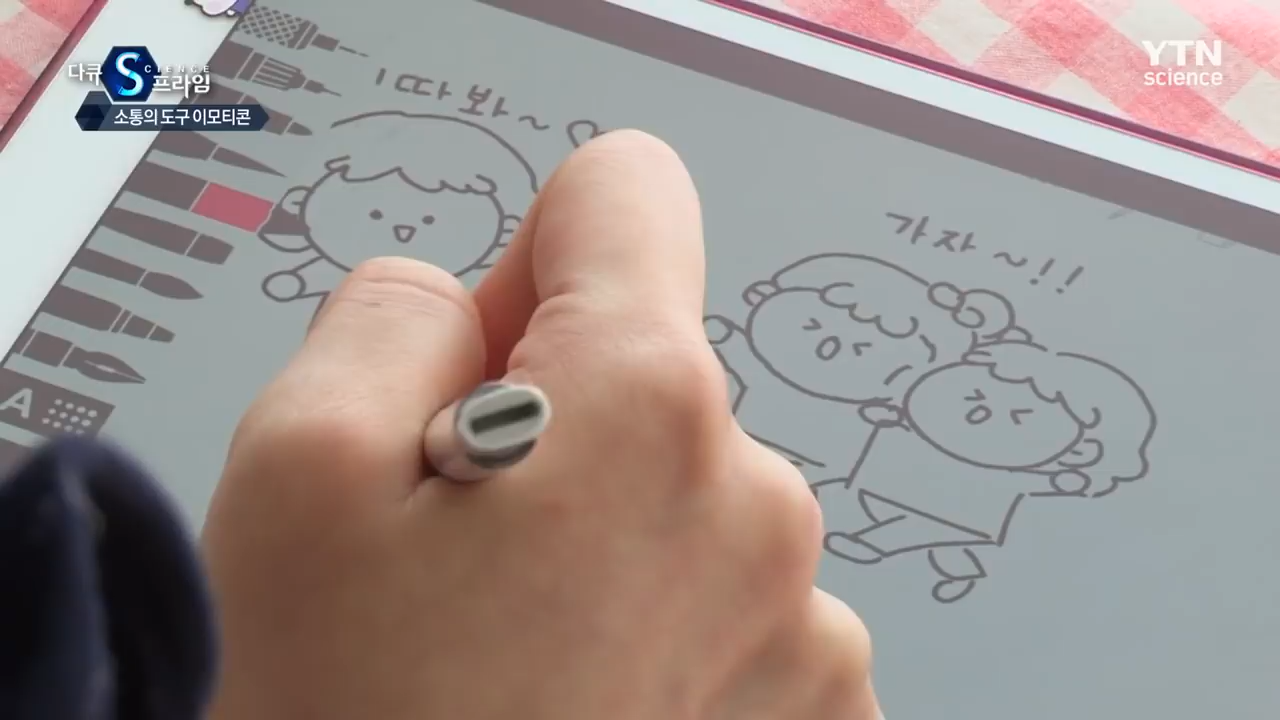 다큐 S 프라임
SCIENCE
소통의 도구 이모티콘
YTN
science
이따 봐~
가자~!!
A